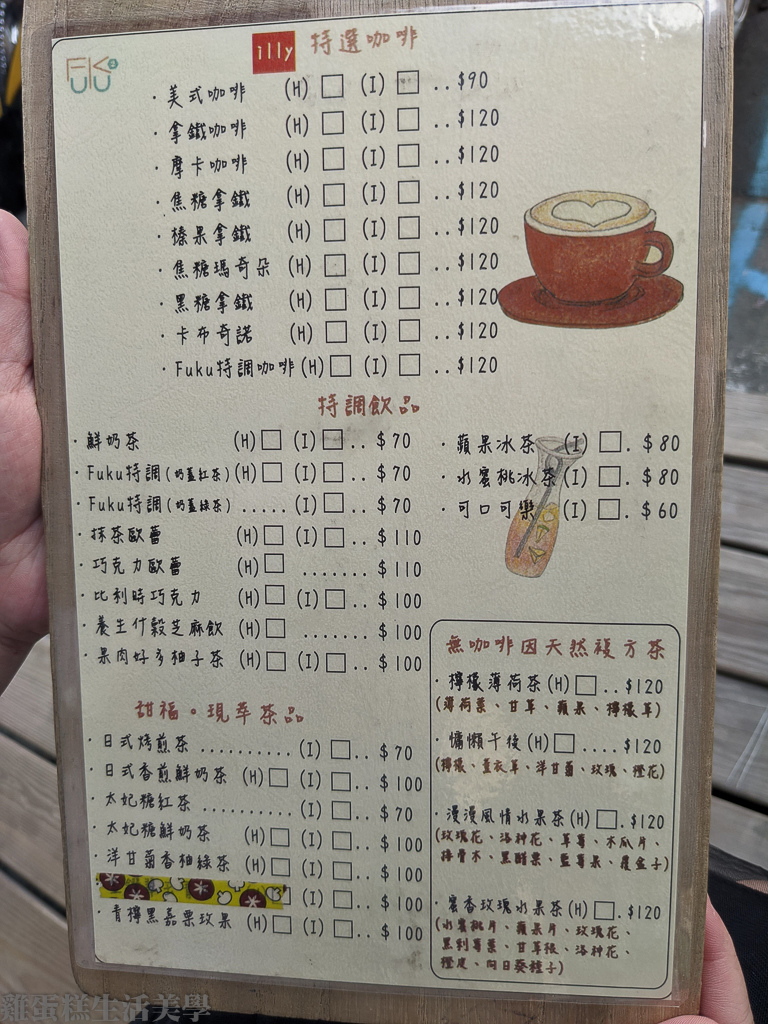 FUKU
illy 特選咖啡
·美式咖啡 (H)□ (I)□..$90
·拿鐵咖啡 (H)□ (I)□..$120
·摩卡咖啡 (H)□ (I)□..$120
·焦糖拿鐵 (H)□ (I)□..$120
·榛果拿鐵 (H)□ (I)□..$120
·焦糖瑪奇朵 (H)□ (I)□..$120
·黑糖拿鐵 (H)□ (I)□..$120
·卡布奇諾 (H)□ (I)□..$120
·Fuku特調咖啡(H)□ (I)□..$120
特調飲品
·鮮奶茶 (H)□ (I)□..$70
·Fuku特調(奶蓋紅茶)(H)□ (I)□..$70
·Fuku特調(奶蓋綠茶).....(I)□..$70
·抹茶歐蕾 (H)□ (I)□..$110
·巧克力歐蕾 (H)□ .......$110
·比利時巧克力 (H)□ (I)□..$100
·養生什穀芝麻飲 (H)□ .......$100
·果肉好多柚子茶 (H)□ (I)□..$100
·蘋果冰茶 (I)□.$80
·水蜜桃冰茶(I)□.$80
·可口可樂 (I)□.$60
甜福。現萃茶品
·日式烤煎茶..........(I)□..$70
·日式香煎鮮奶茶 (H)□ (I)□..$100
·太妃糖紅茶..........(I)□..$70
·太妃糖鮮奶茶 (H)□ (I)□..$100
·洋甘菊香柚綠茶 (H)□ (I)□..$100
(I)□..$100
·青檸黑嘉栗玫果 (H)□ (I)□..$100
無咖啡因天然複方茶
·檸檬薄荷茶(H)□..$120
(薄荷葉、甘草、蘋果、檸檬草)
·慵懶午後(H)□....$120
(檸檬、薰衣草、洋甘菊、玫瑰、橙花)
·漫漫風情水果茶(H)□.$120
(玫瑰花、洛神花、草莓、木瓜片、
接骨木、黑醋果、藍莓果、覆盆子)
·蜜香玫瑰水果茶(H)□.$120
(水蜜桃片、蘋果片、玫瑰花、
黑刺莓葉、甘草根、洛神花、
橙皮、向日葵種子)
雞蛋糕生活美學